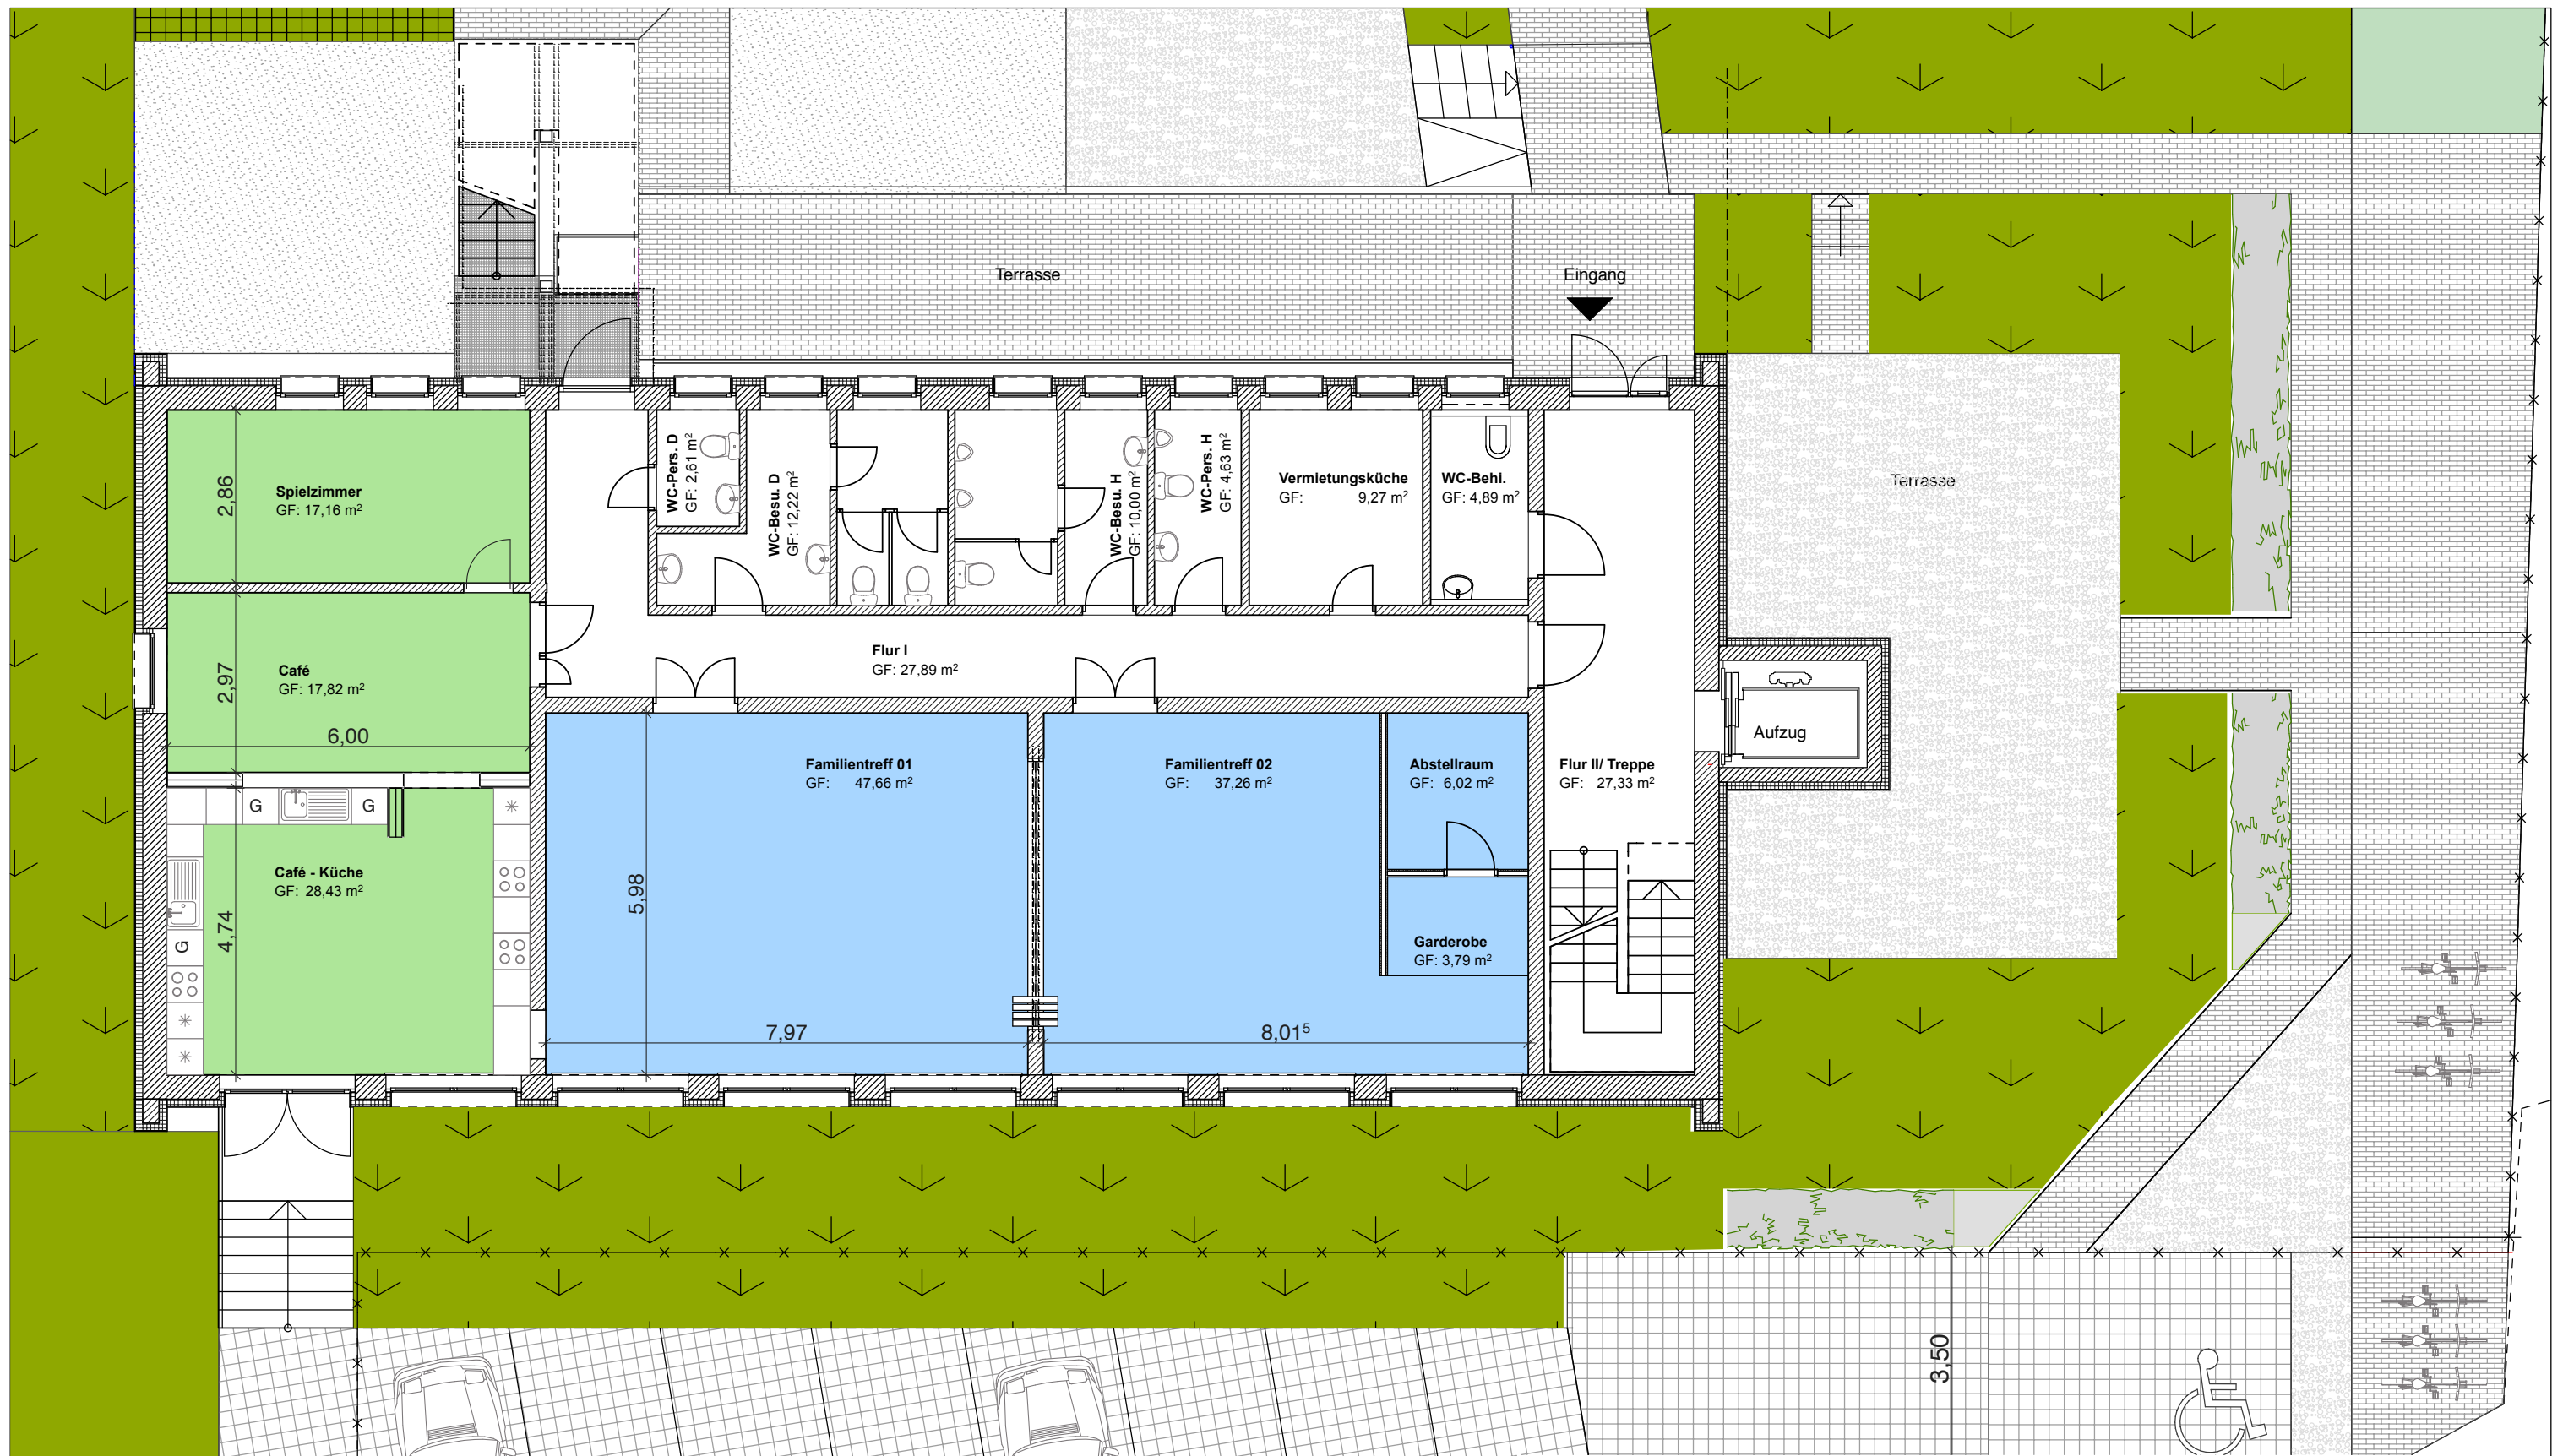 Terrasse
Eingang
WC-Pers. D
GF: 2,61 m²
WC-Besu. D
GF: 12,22 m²
WC-Besu. H
GF: 10,00 m²
WC-Pers. H
GF: 4,63 m²
Vermietungsküche
GF: 9,27 m²
WC-Behi.
GF: 4,89 m²
Terrasse
2,86
Spielzimmer
GF: 17,16 m²
Flur I
GF: 27,89 m²
2,97
Café
GF: 17,82 m²
6,00
Aufzug
Familientreff 01
GF: 47,66 m²
Familientreff 02
GF: 37,26 m²
Abstellraum
GF: 6,02 m²
Flur II/ Treppe
GF: 27,33 m²
G
G
Café - Küche
GF: 28,43 m²
G
4,74
5,98
Garderobe
GF: 3,79 m²
7,97
8,01⁵
3,50